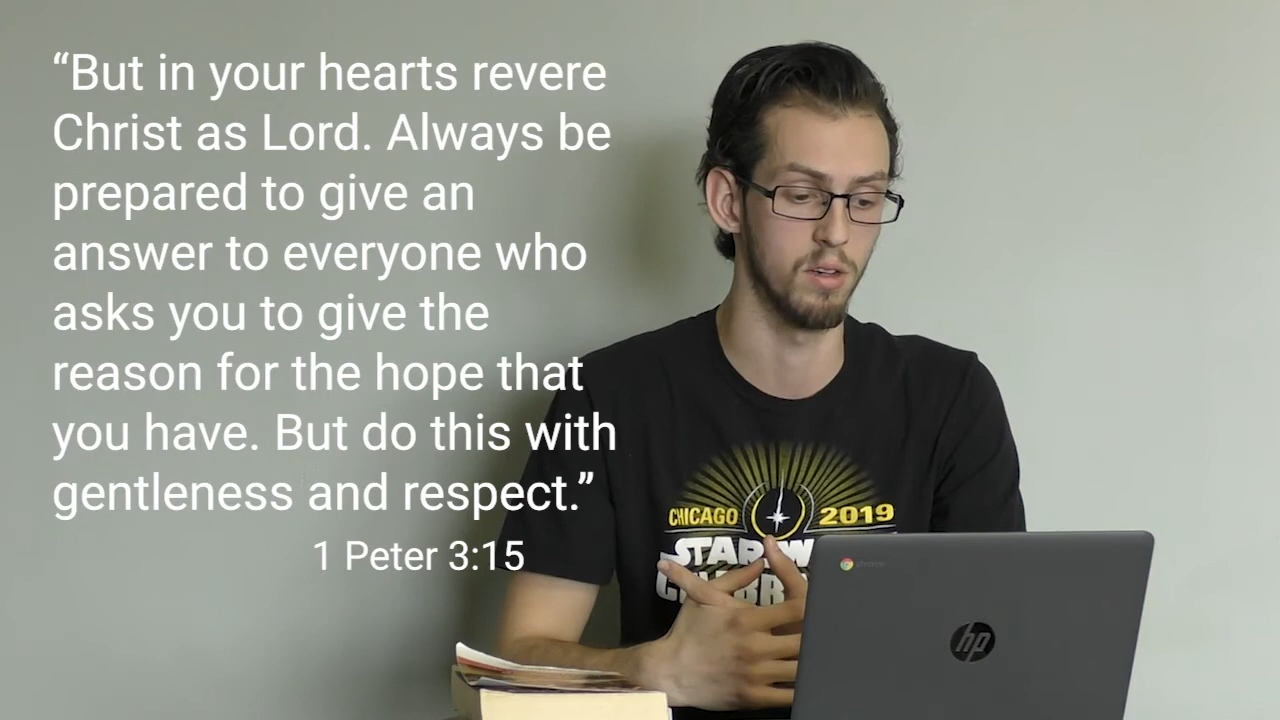 “But in your hearts revere
Christ as Lord. Always be
prepared to give an
answer to everyone who
asks you to give the
reason for the hope that
you have. But do this with
gentleness and respect.”
1 Peter 3:15
CHICAGO 2019
STAR W
hp